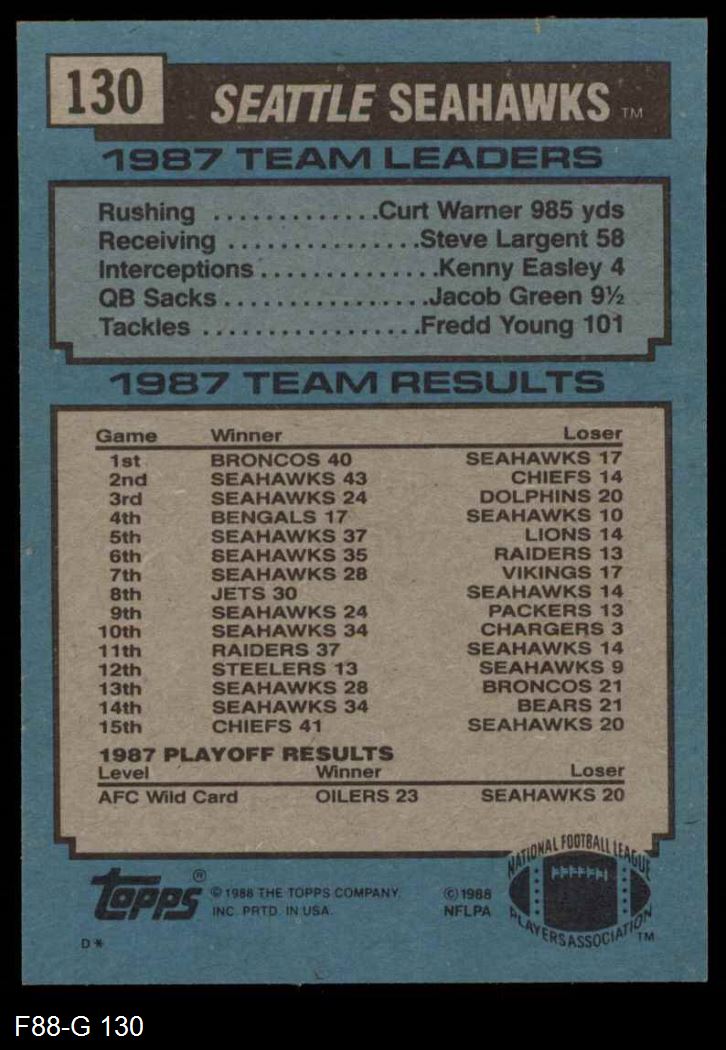 130
SEATTLE SEAHAWKS TM
1987 TEAM LEADERS
Rushing .............Curt Warner 985 yds
Receiving ................Steve Largent 58
Interceptions...............Kenny Easley 4
QB Sacks.................Jacob Green 9½
Tackles ..................Fredd Young 101
1987 TEAM RESULTS
Game Winner Loser
1st BRONCOS 40 SEAHAWKS 17
2nd SEAHAWKS 43 CHIEFS 14
3rd SEAHAWKS 24 DOLPHINS 20
4th BENGALS 17 SEAHAWKS 10
5th SEAHAWKS 37 LIONS 14
6th SEAHAWKS 35 RAIDERS 13
7th SEAHAWKS 28 VIKINGS 17
8th JETS 30 SEAHAWKS 14
9th SEAHAWKS 24 PACKERS 13
10th SEAHAWKS 34 CHARGERS 3
11th RAIDERS 37 SEAHAWKS 14
12th STEELERS 13 SEAHAWKS 9
13th SEAHAWKS 28 BRONCOS 21
14th SEAHAWKS 34 BEARS 21
15th CHIEFS 41 SEAHAWKS 20
1987 PLAYOFF RESULTS
Level Winner Loser
AFC Wild Card OILERS 23 SEAHAWKS 20
topps®
© 1988 THE TOPPS COMPANY,
INC. PRTD. IN USA.
© 1988
NFLPA
NATIONAL FOOTBALL LEAGUE
PLAYERS ASSOCIATION TM
D*
F88-G 130